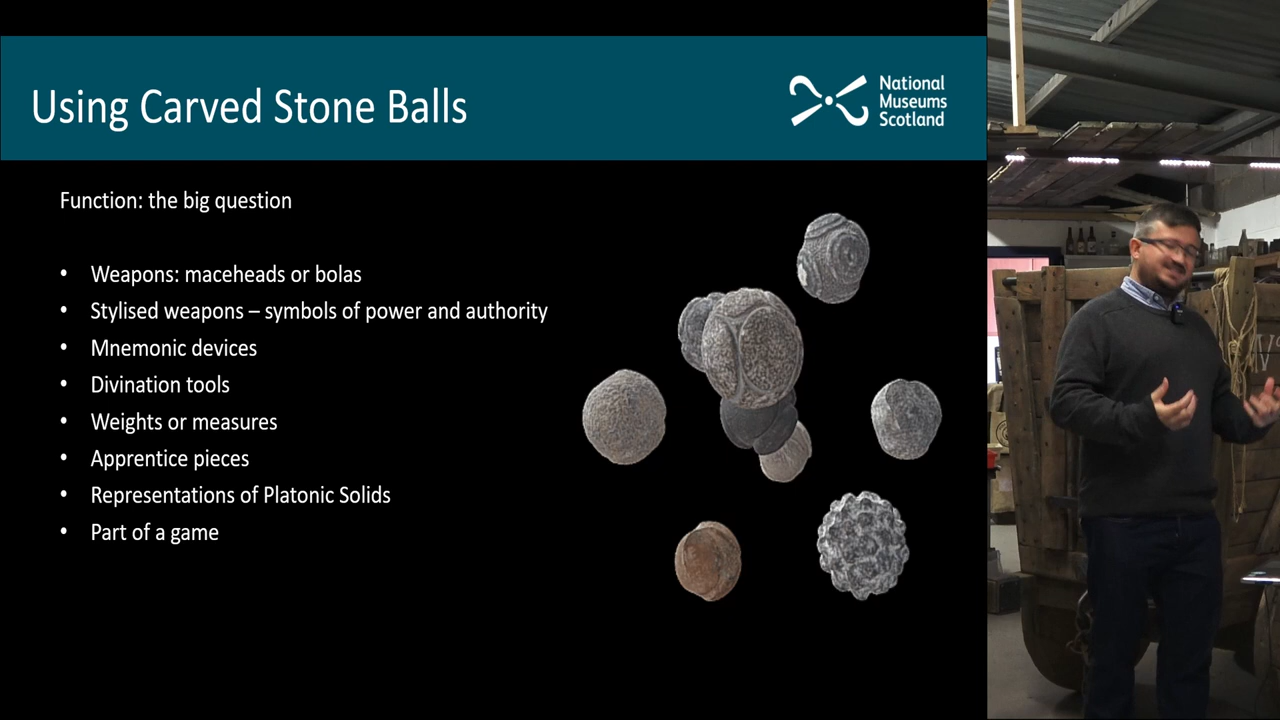 Using Carved Stone Balls
National
Museums
Scotland
Function: the big question
• Weapons: maceheads or bolas
• Stylised weapons – symbols of power and authority
• Mnemonic devices
• Divination tools
• Weights or measures
• Apprentice pieces
• Representations of Platonic Solids
• Part of a game